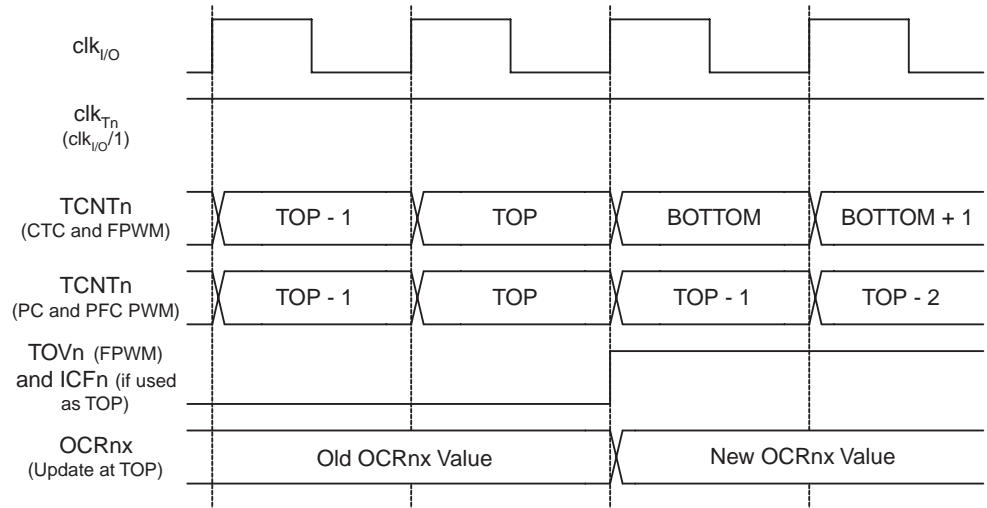 clkI/O
clkTn
(clkI/O/1)
TCNTn
(CTC and FPWM)
TOP - 1
TOP
BOTTOM
BOTTOM + 1
TCNTn
(PC and PFC PWM)
TOP - 1
TOP
TOP - 1
TOP - 2
TOVn (FPWM)
and ICFn (if used
as TOP)
OCRnx
(Update at TOP)
Old OCRnx Value
New OCRnx Value